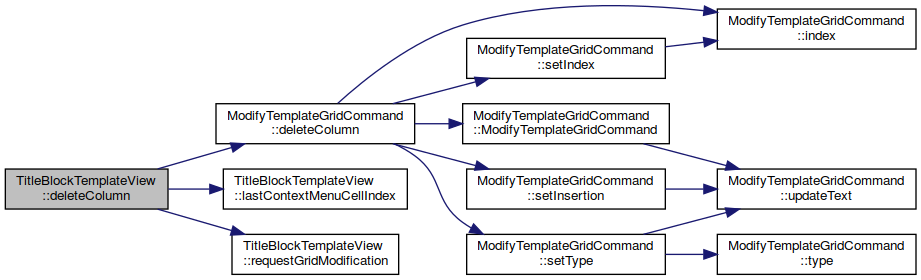 TitleBlockTemplateView
::deleteColumn
ModifyTemplateGridCommand
::deleteColumn
TitleBlockTemplateView
::lastContextMenuCellIndex
TitleBlockTemplateView
::requestGridModification
ModifyTemplateGridCommand
::setIndex
ModifyTemplateGridCommand
::ModifyTemplateGridCommand
ModifyTemplateGridCommand
::setInsertion
ModifyTemplateGridCommand
::setType
ModifyTemplateGridCommand
::index
ModifyTemplateGridCommand
::updateText
ModifyTemplateGridCommand
::type